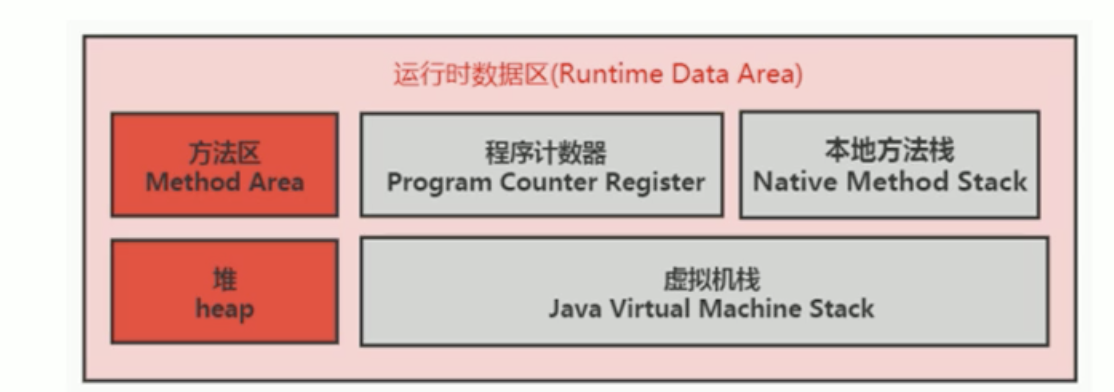 运行时数据区(Runtime Data Area)
方法区
Method Area
程序计数器
Program Counter Register
本地方法栈
Native Method Stack
堆
heap
虚拟机栈
Java Virtual Machine Stack